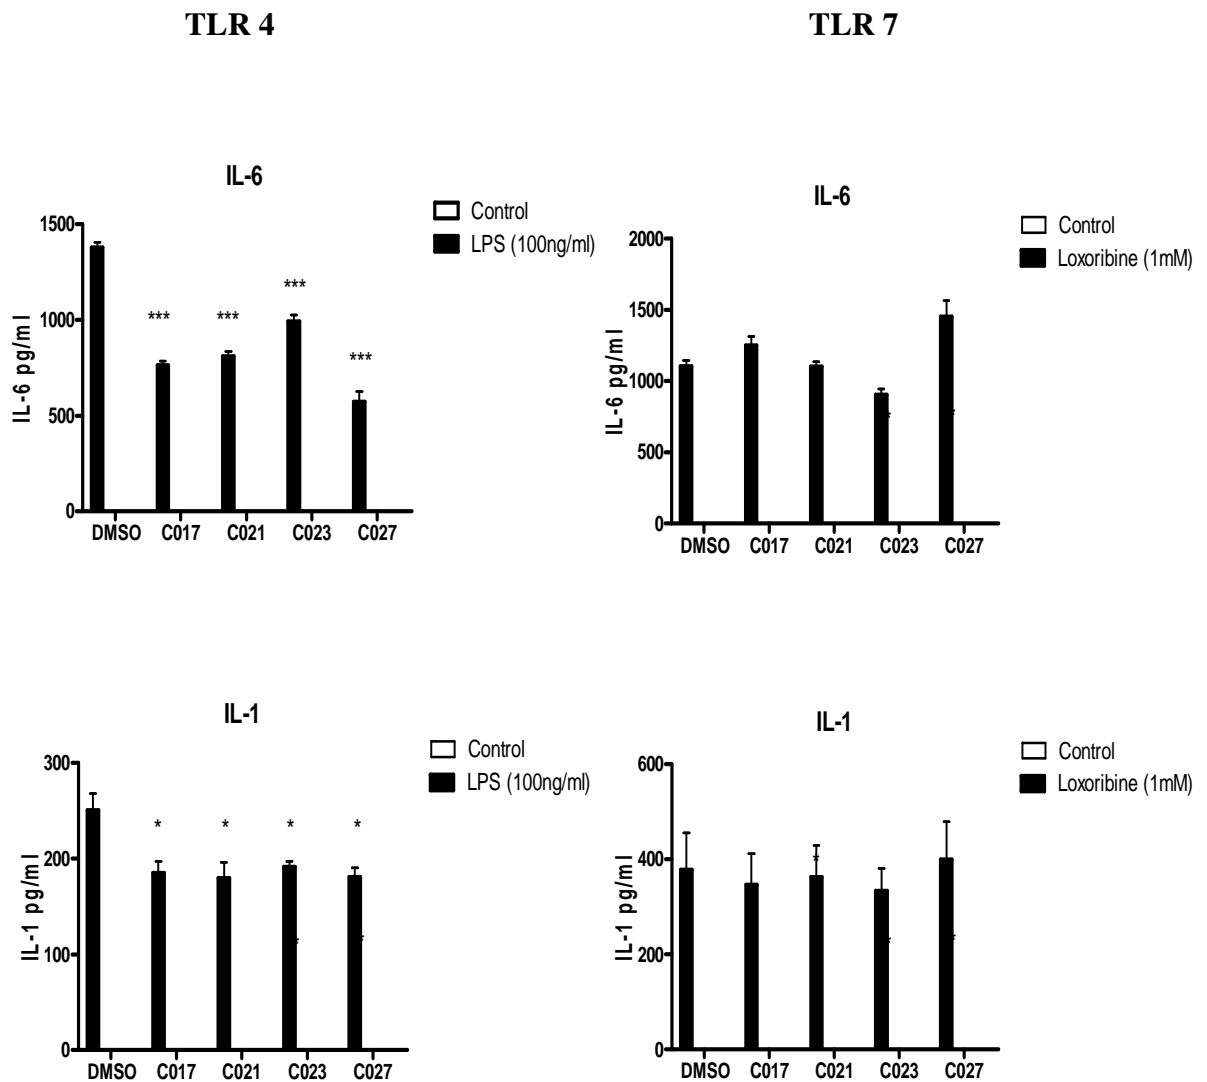 TLR 4
TLR 7
IL-6
Control
LPS (100ng/ml)
1500
1000
500
0
IL-6 pg/ml
***
***
***
***
DMSO C017 C021 C023 C027
IL-6
Control
Loxoribine (1mM)
2000
1500
1000
500
0
IL-6 pg/ml
*
*
DMSO C017 C021 C023 C027
IL-1
Control
LPS (100ng/ml)
300
200
100
0
IL-1 pg/ml
*
*
*
*
*
*
DMSO C017 C021 C023 C027
IL-1
Control
Loxoribine (1mM)
600
400
200
0
IL-1 pg/ml
*
*
*
DMSO C017 C021 C023 C027